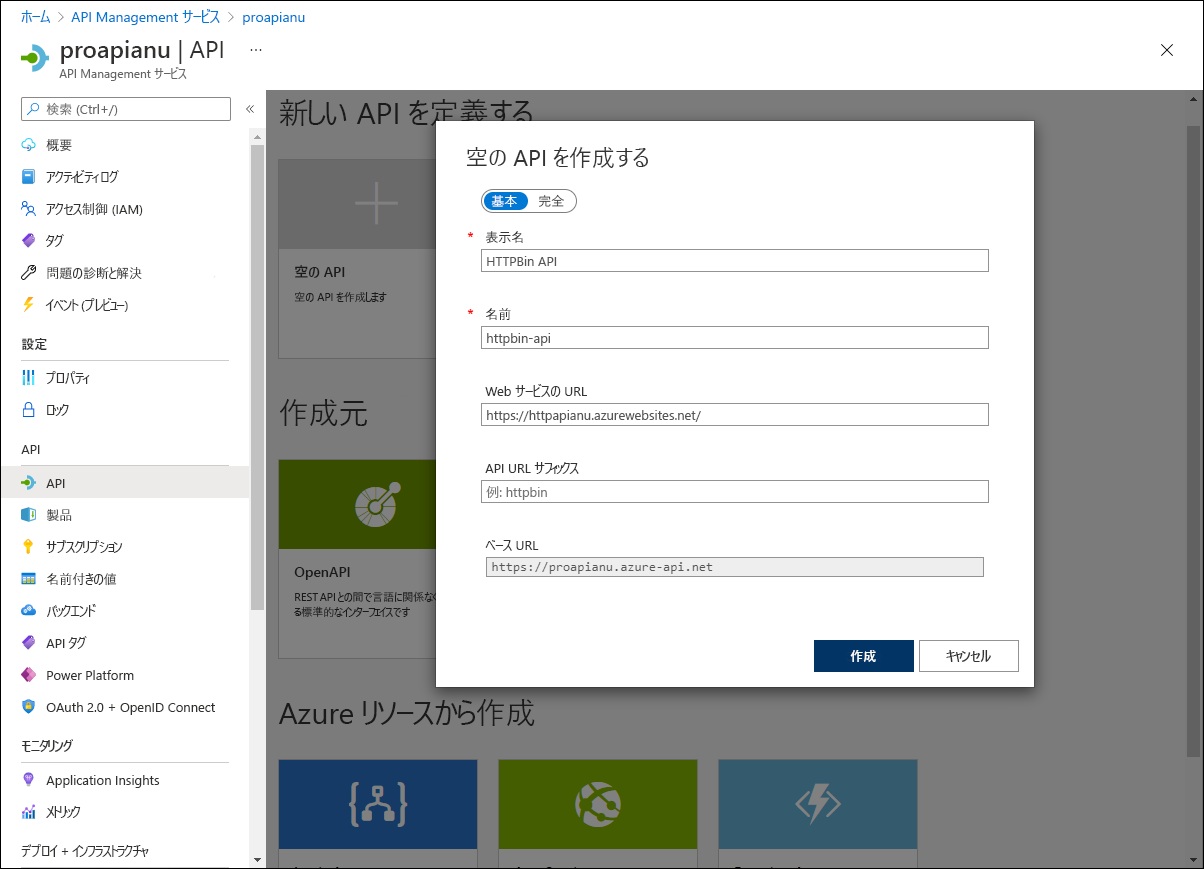 ホーム > API Management サービス > proapianu
proapianu | API ...
API Management サービス
検索 (Ctrl+/) «
概要
アクティビティ ログ
アクセス制御 (IAM)
タグ
問題の診断と解決
イベント (プレビュー)
設定
プロパティ
ロック
API
API
製品
サブスクリプション
名前付きの値
バックエンド
API タグ
Power Platform
OAuth 2.0 + OpenID Connect
モニタリング
Application Insights
メトリック
デプロイ + インフラストラクチャ
新しい API を定義する
空の API
空の API を作成します
作成元
OpenAPI
REST API との間で言語に関係な
る標準的なインターフェイスです
Azure リソースから作成
空の API を作成する
基本 完全
* 表示名
HTTPBin API
* 名前
httpbin-api
Web サービスの URL
https://httpapianu.azurewebsites.net/
API URL サフィックス
例: httpbin
ベース URL
https://proapianu.azure-api.net
作成 キャンセル